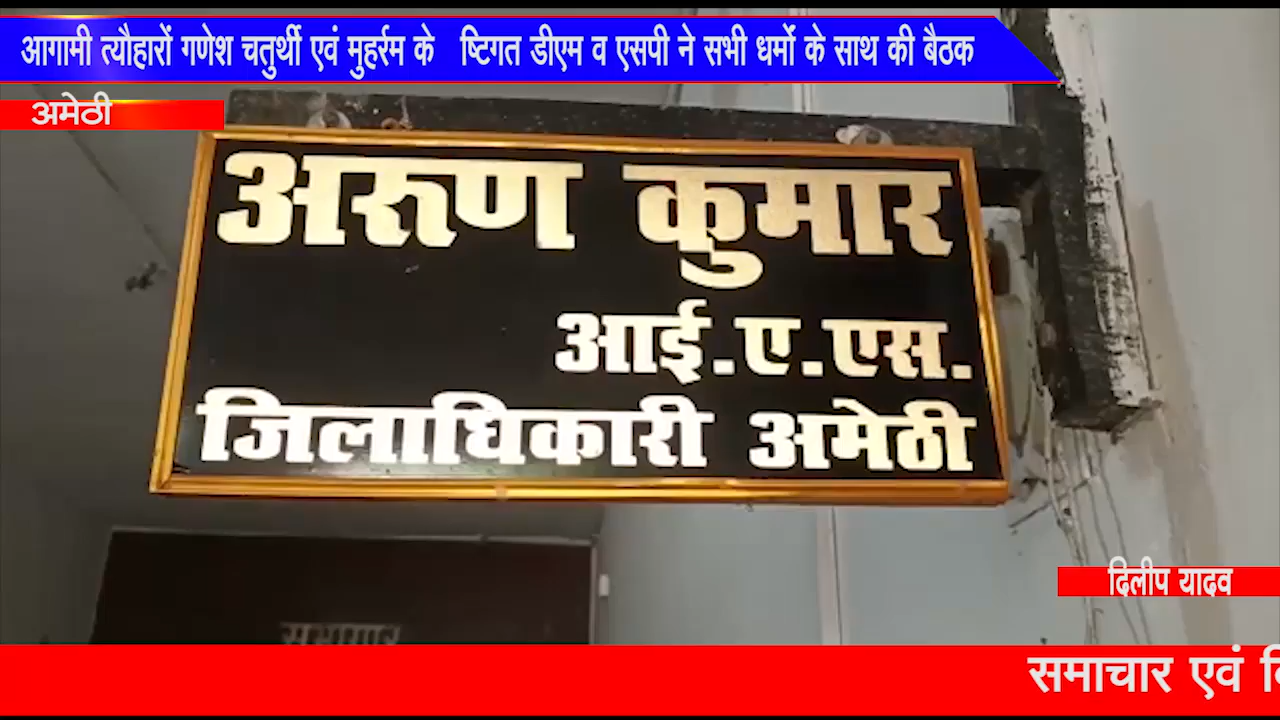 आगामी त्यौहारों गणेश चतुर्थी एवं मुहर्रम के ष्टिगत डीएम व एसपी ने सभी धर्मों के साथ की बैठक
अमेठी
अरूण कुमार
आई.ए.एस.
जिलाधिकारी अमेठी
दिलीप यादव
समाचार एवं वि